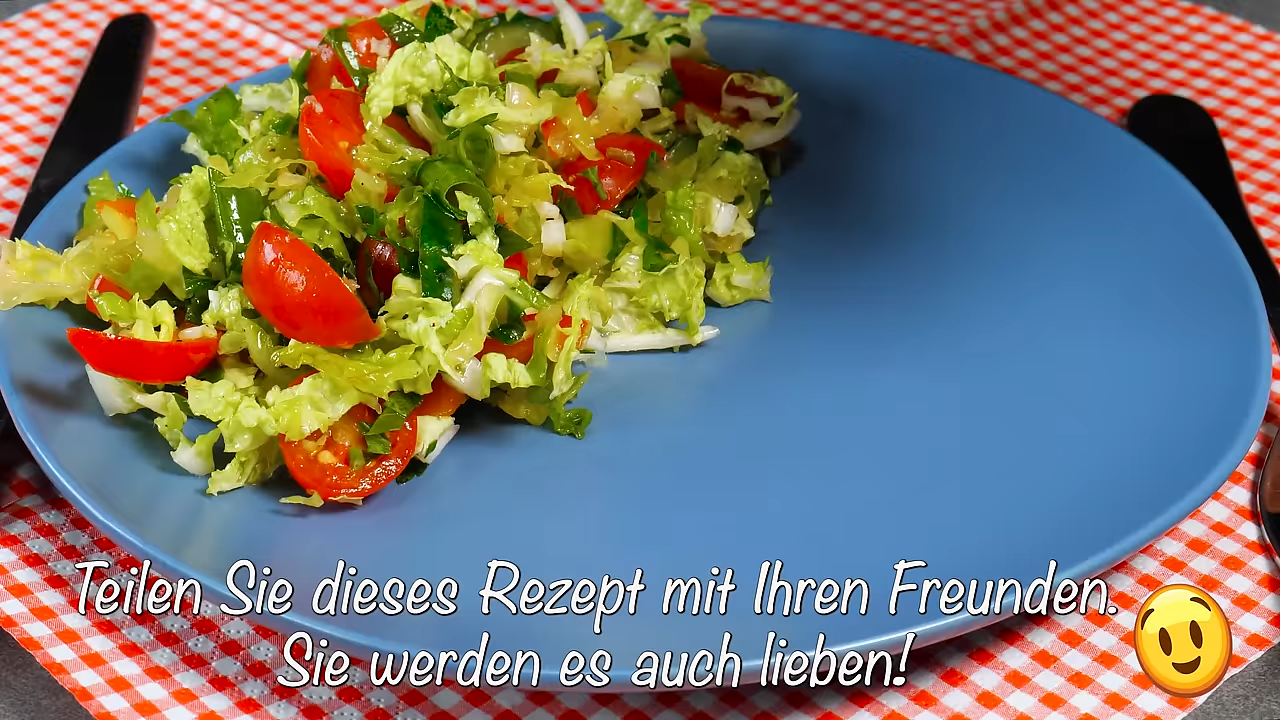 Teilen Sie dieses Rezept mit Ihren Freunden.
Sie werden es auch lieben!